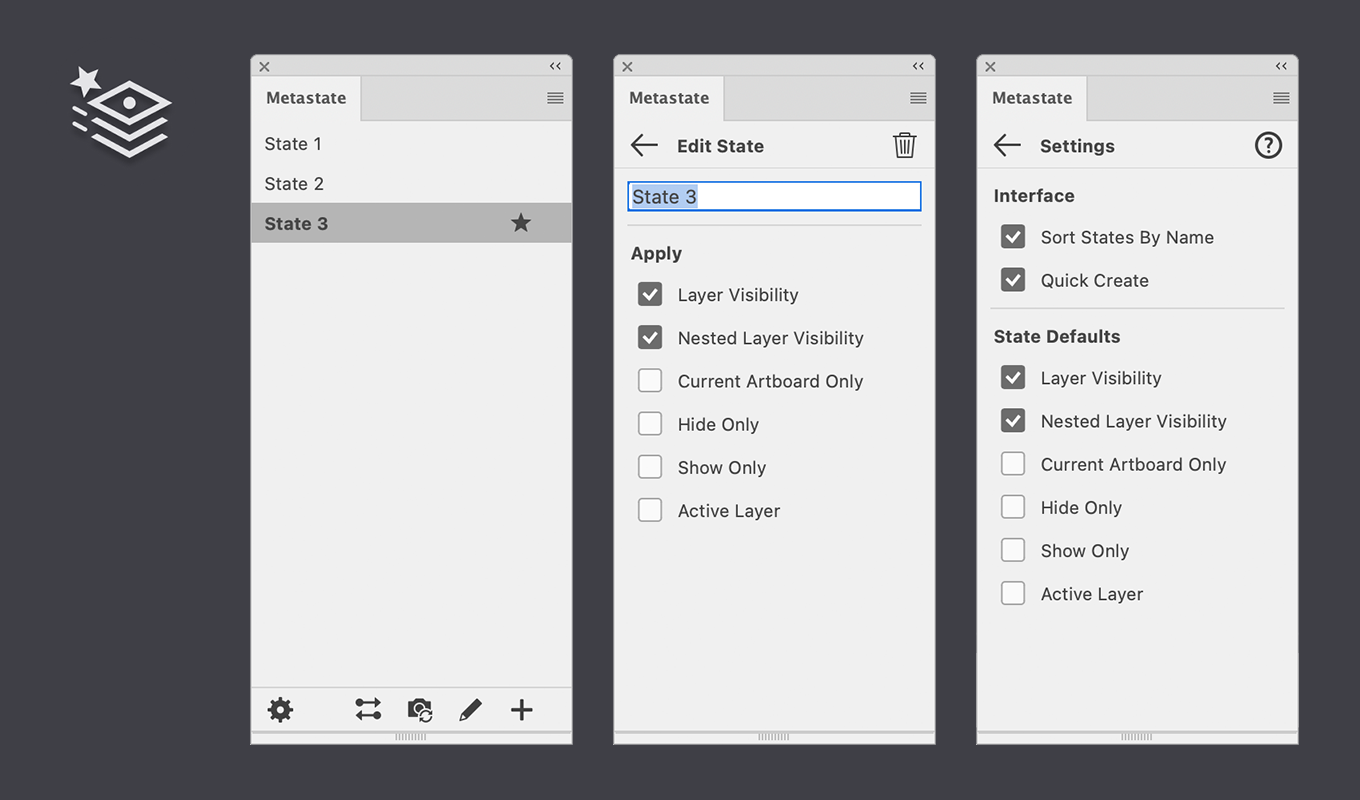 Metastate
State 1
State 2
State 3
Metastate
Edit State
State 3
Apply
Layer Visibility
Nested Layer Visibility
Current Artboard Only
Hide Only
Show Only
Active Layer
Metastate
Settings
Interface
Sort States By Name
Quick Create
State Defaults
Layer Visibility
Nested Layer Visibility
Current Artboard Only
Hide Only
Show Only
Active Layer